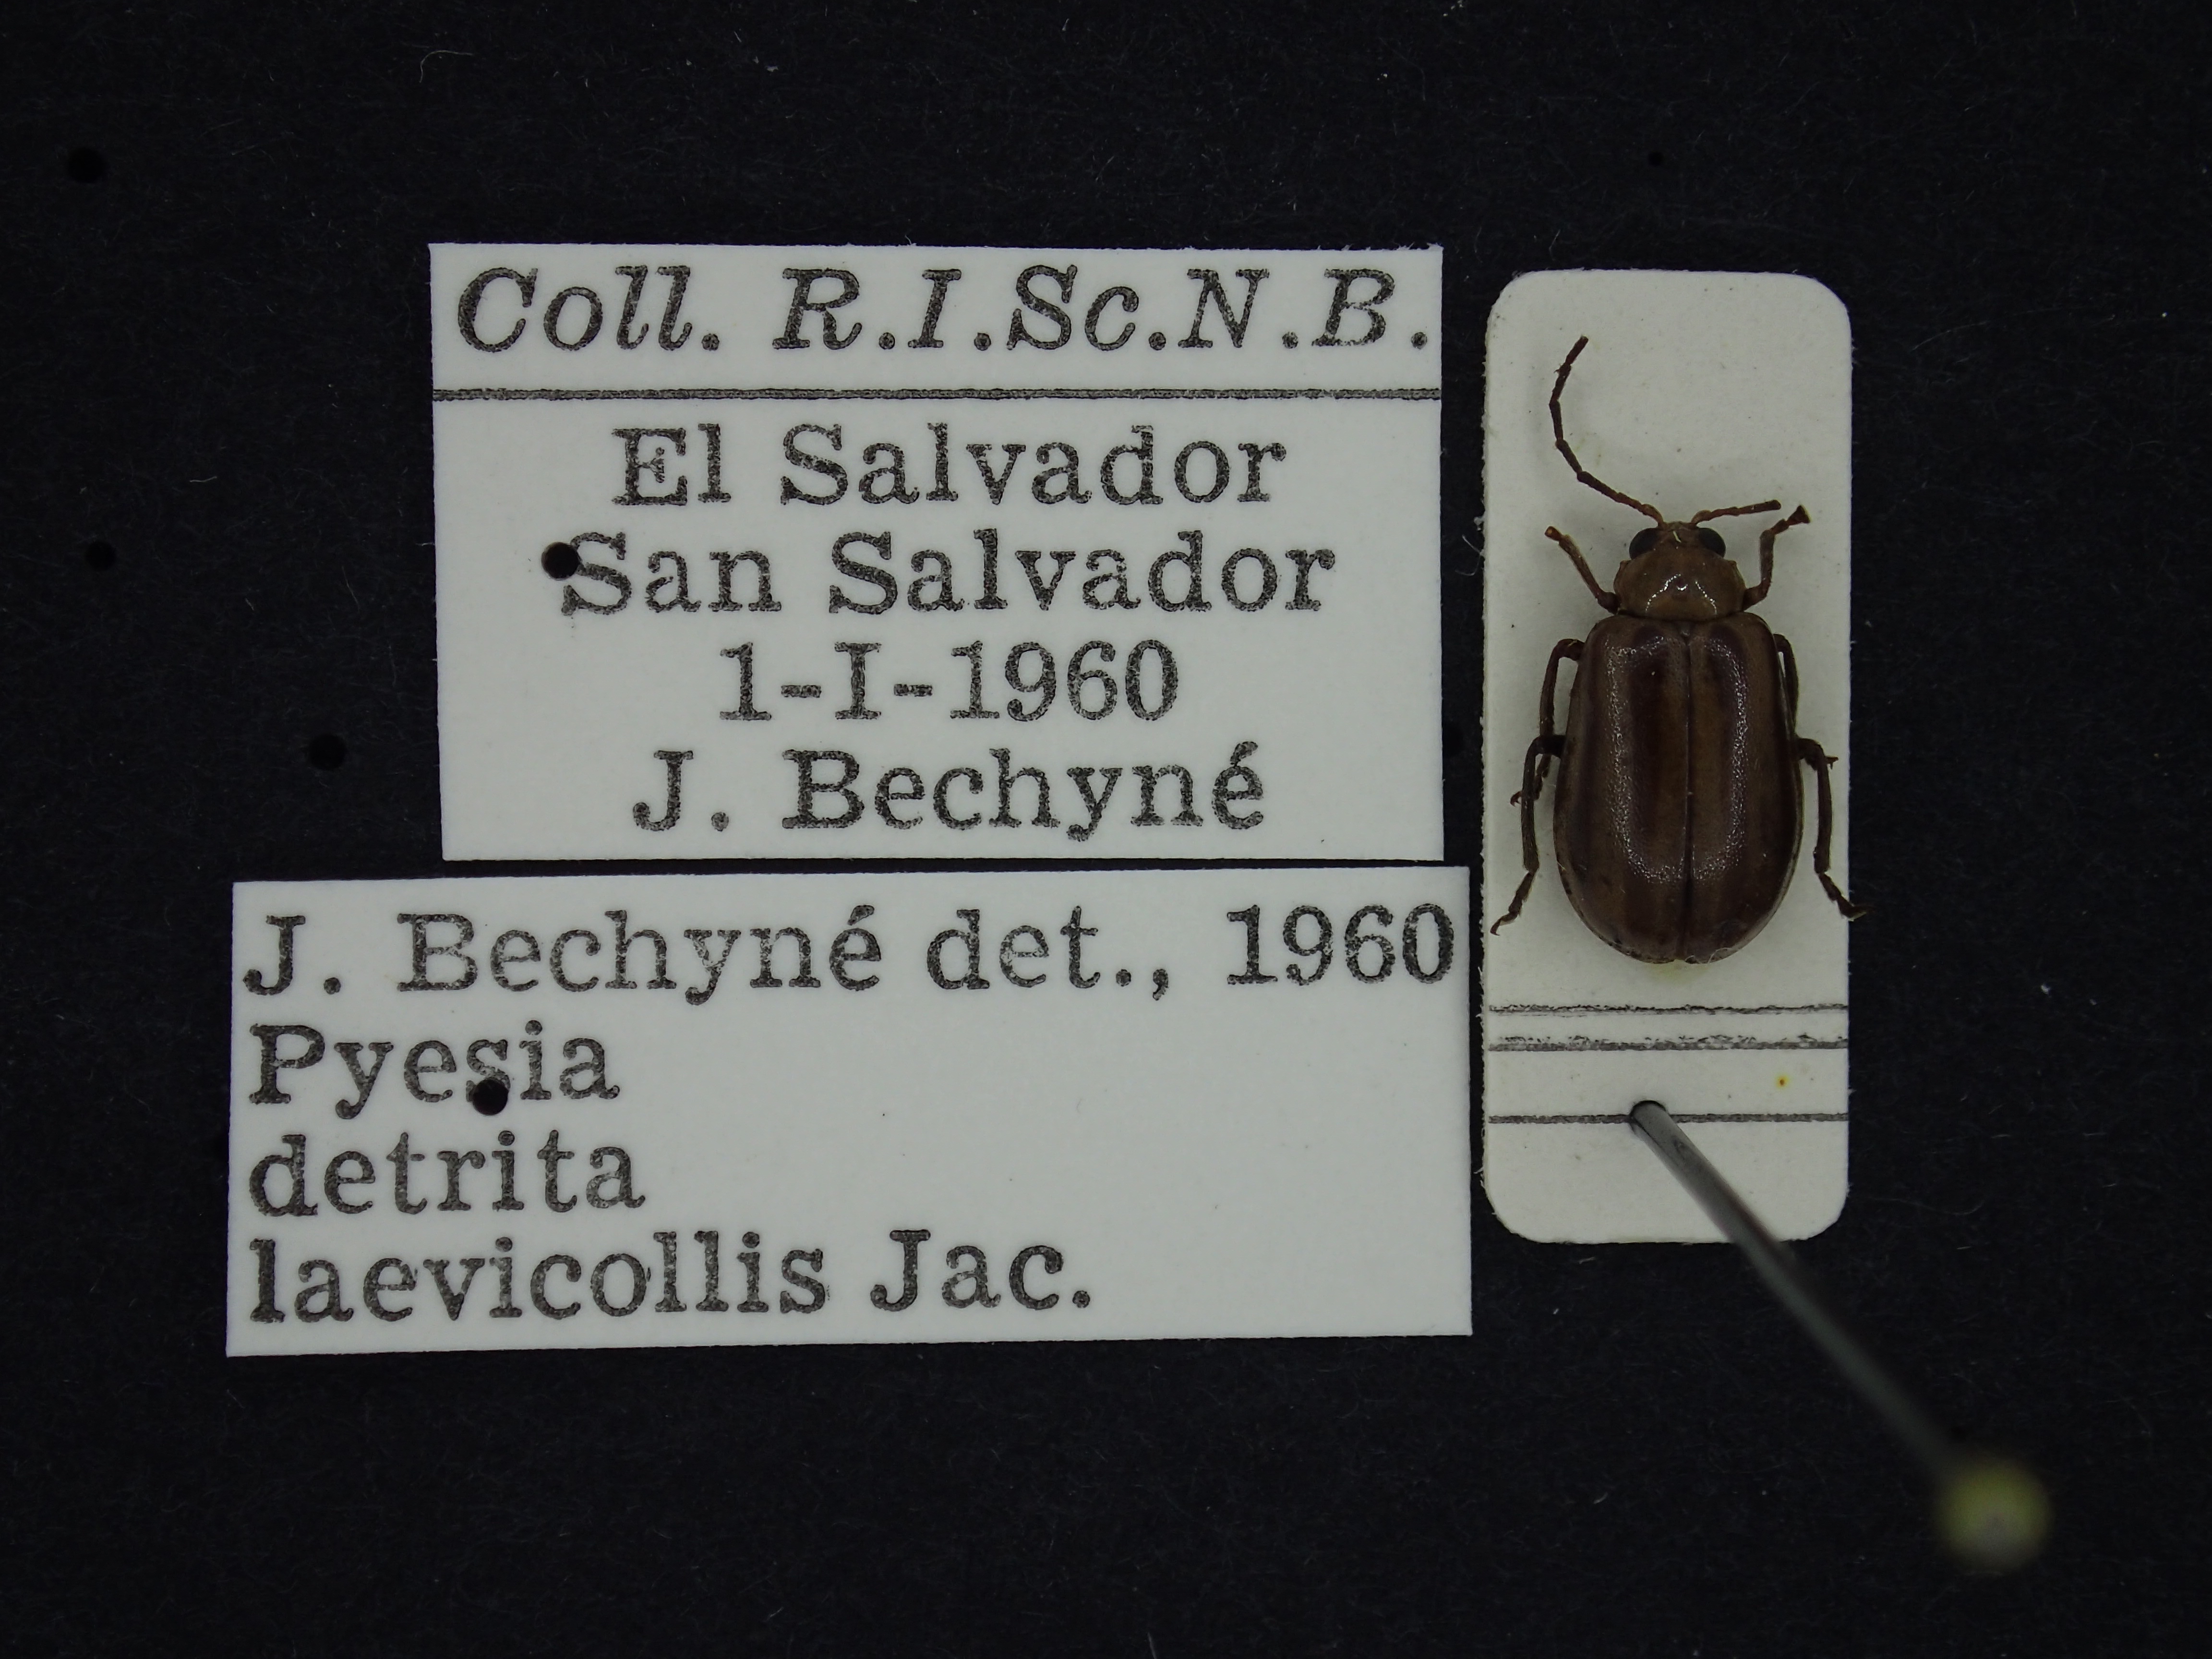 Coll. R.I.Sc.N.B.
El Salvador
San Salvador
1-I-1960
J. Bechyné
J. Bechyné det., 1960
Pyesia
detrita
laevicollis Jac.